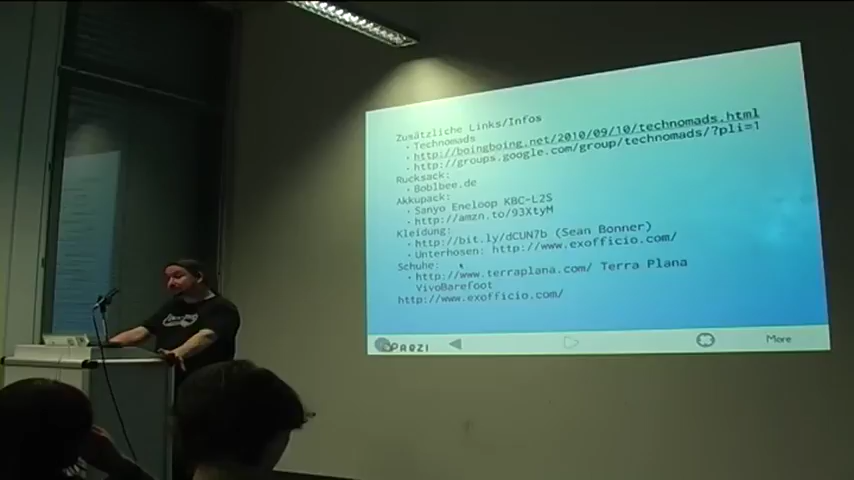 Zusätzliche Links/Infos
· Technomads
· http://boingboing.net/2010/09/10/technomads.html
· http://groups.google.com/group/technomads/?pli=1
Rucksack:
· Boblbee.de
Akkupack:
· Sanyo Eneloop KBC-L2S
· http://amzn.to/93XtyM
Kleidung:
· http://bit.ly/dCUN7b (Sean Bonner)
· Unterhosen: http://www.exofficio.com/
Schuhe:
· http://www.terraplana.com/ Terra Plana
VivoBarefoot
http://www.exofficio.com/
PREZI
More